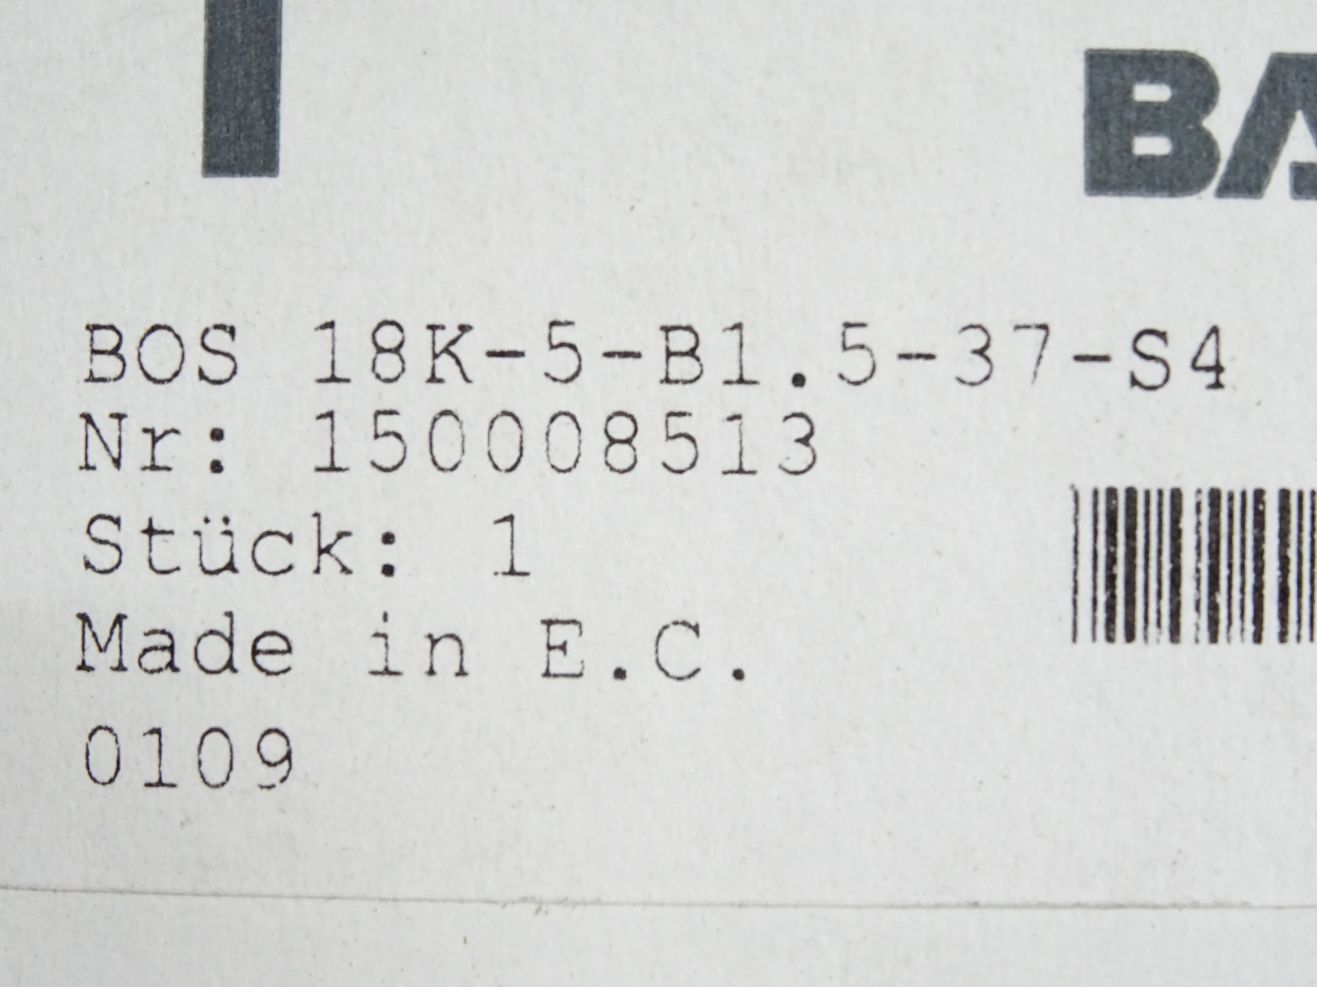 BA
BOS 18K-5-B1.5-37-S4
Nr: 150008513
Stück: 1
Made in E.C.
0109